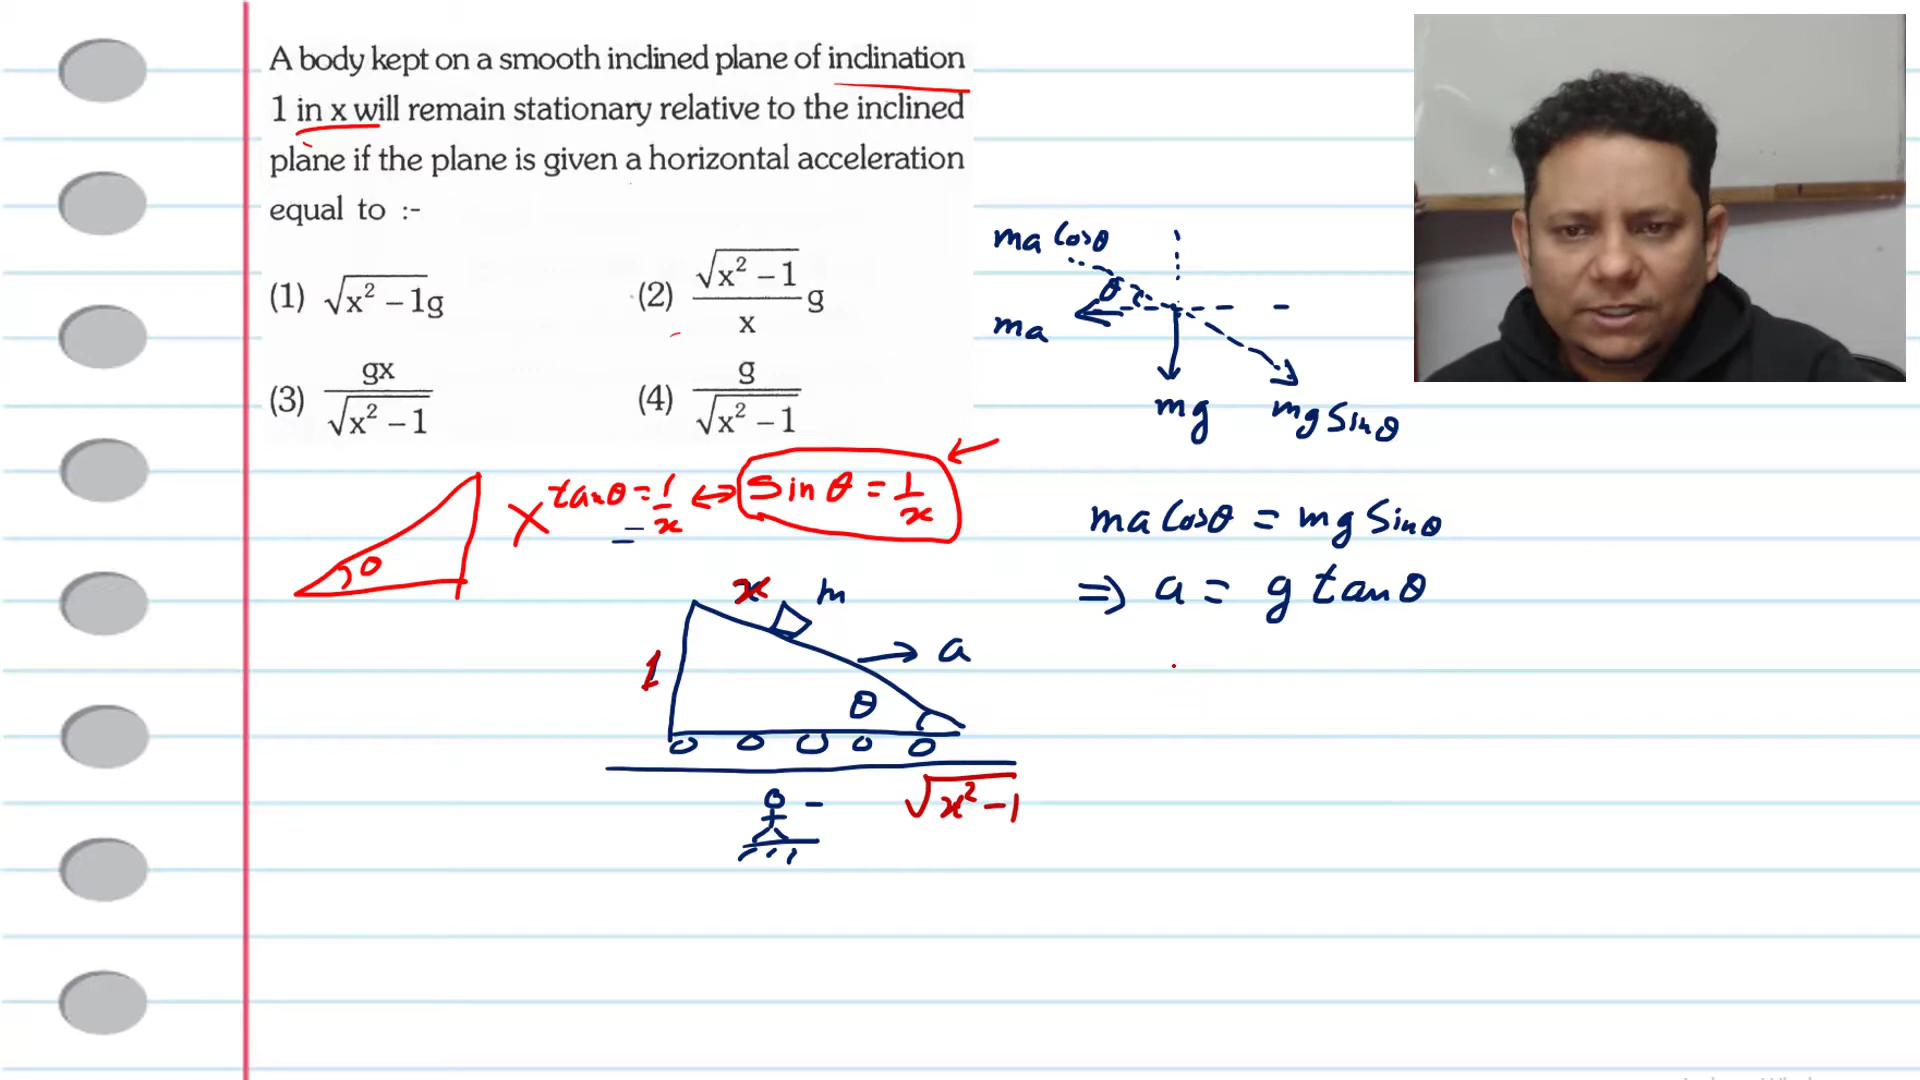 A body kept on a smooth inclined plane of inclination
1 in x will remain stationary relative to the inclined
plane if the plane is given a horizontal acceleration
equal to :-
(1) √(x² − 1)g
(2) √(x² − 1)/x g
(3) gx/√(x² − 1)
(4) g/√(x² − 1)
ma Cosθ
θ
ma
mg
mg Sinθ
θ
× tanθ = 1/x ↔ Sin θ = 1/x
ma Cosθ = mg Sinθ
⇒ a = g tanθ
x
m
1
a
θ
√(x² − 1)